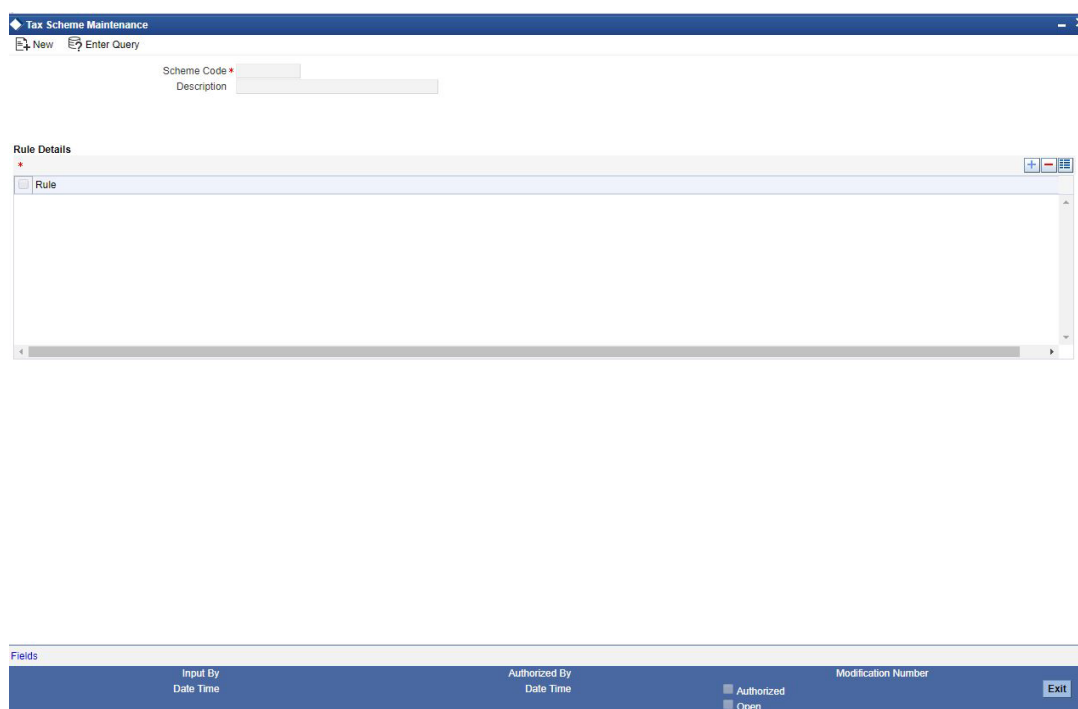 Tax Scheme Maintenance
New Enter Query
Scheme Code *
Description
Rule Details
*
Rule
Fields
Input By Authorized By Modification Number
Date Time Date Time Authorized Exit
Open